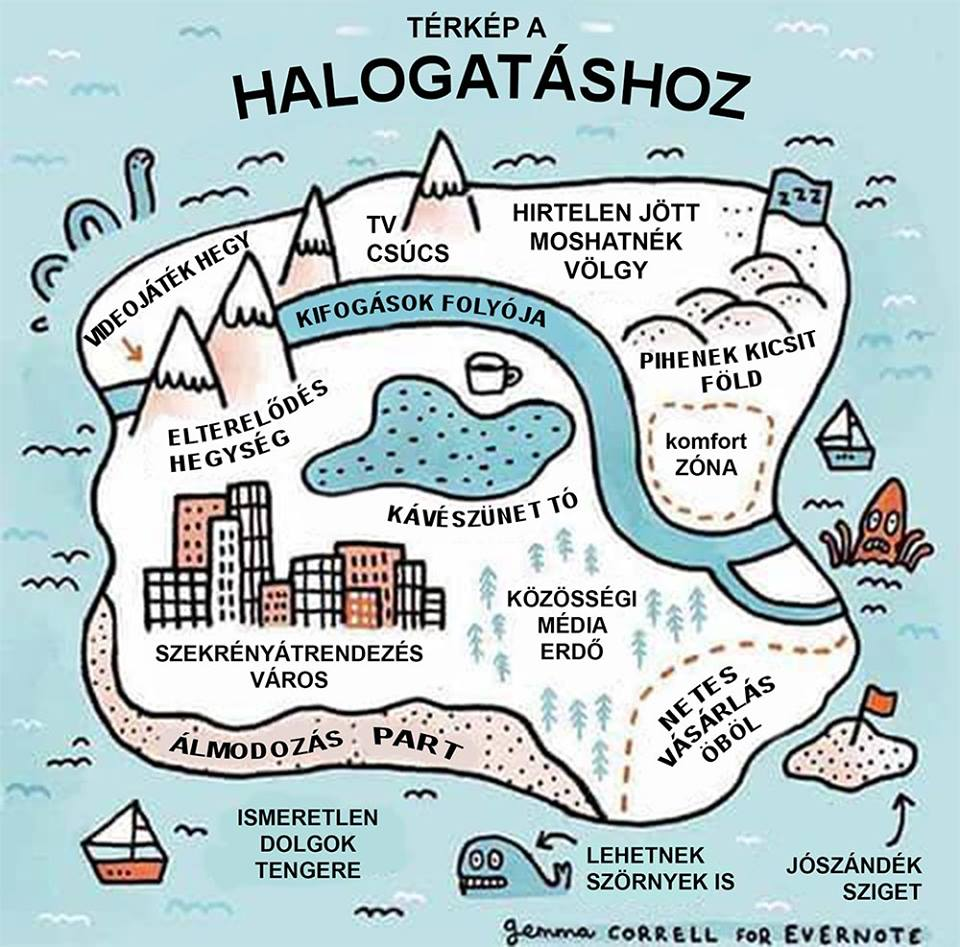 TÉRKÉP A
HALOGATÁSHOZ
zzz
TV
CSÚCS
HIRTELEN JÖTT
MOSHATNÉK
VÖLGY
VIDEOJÁTÉK HEGY
KIFOGÁSOK FOLYÓJA
PIHENEK KICSIT
FÖLD
ELTERELŐDÉS
HEGYSÉG
komfort
ZÓNA
KÁVÉSZÜNET TÓ
KÖZÖSSÉGI
MÉDIA
ERDŐ
SZEKRÉNYÁTRENDEZÉS
VÁROS
NETES
VÁSÁRLÁS
ÖBÖL
ÁLMODOZÁS PART
ISMERETLEN
DOLGOK
TENGERE
LEHETNEK
SZÖRNYEK IS
JÓSZÁNDÉK
SZIGET
gemma CORRELL FOR EVERNOTE